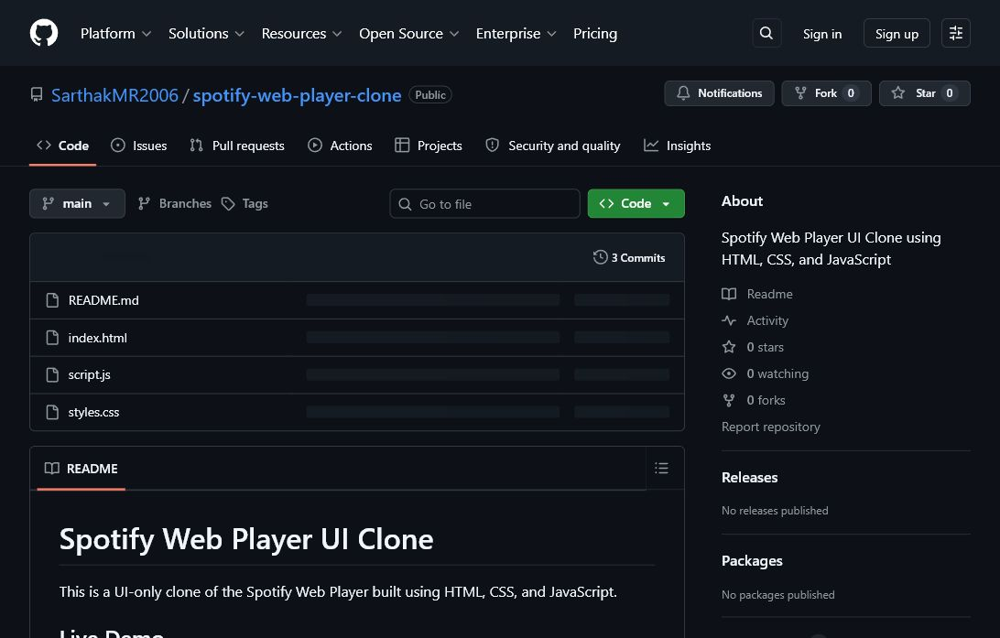 Platform Solutions Resources Open Source Enterprise Pricing Sign in Sign up
SarthakMR2006 / spotify-web-player-clone Public Notifications Fork 0 Star 0
Code Issues Pull requests Actions Projects Security and quality Insights
main Branches Tags Go to file Code
3 Commits
README.md
index.html
script.js
styles.css
README
Spotify Web Player UI Clone
This is a UI-only clone of the Spotify Web Player built using HTML, CSS, and JavaScript.
Live Demo
About
Spotify Web Player UI Clone using
HTML, CSS, and JavaScript
Readme
Activity
0 stars
0 watching
0 forks
Report repository
Releases
No releases published
Packages
No packages published